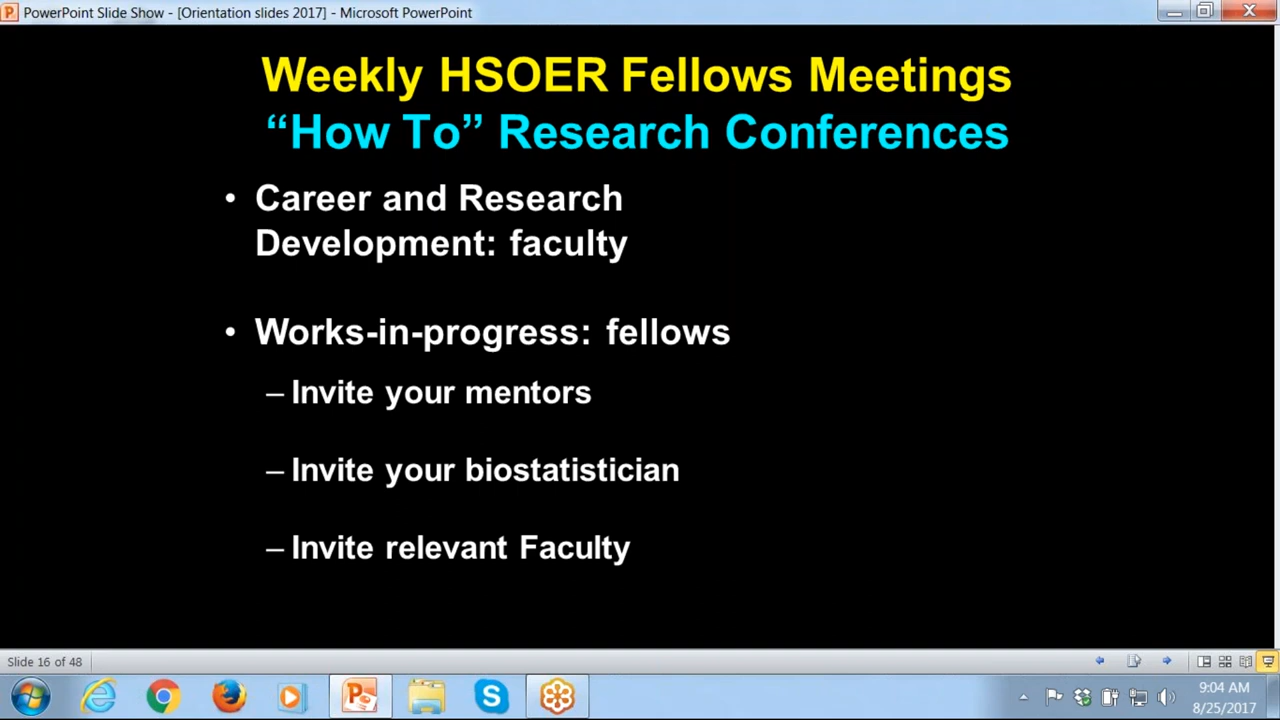 PowerPoint Slide Show - [Orientation slides 2017] - Microsoft PowerPoint
Weekly HSOER Fellows Meetings
“How To” Research Conferences
• Career and Research
Development: faculty
• Works-in-progress: fellows
– Invite your mentors
– Invite your biostatistician
– Invite relevant Faculty
Slide 16 of 48
9:04 AM
8/25/2017